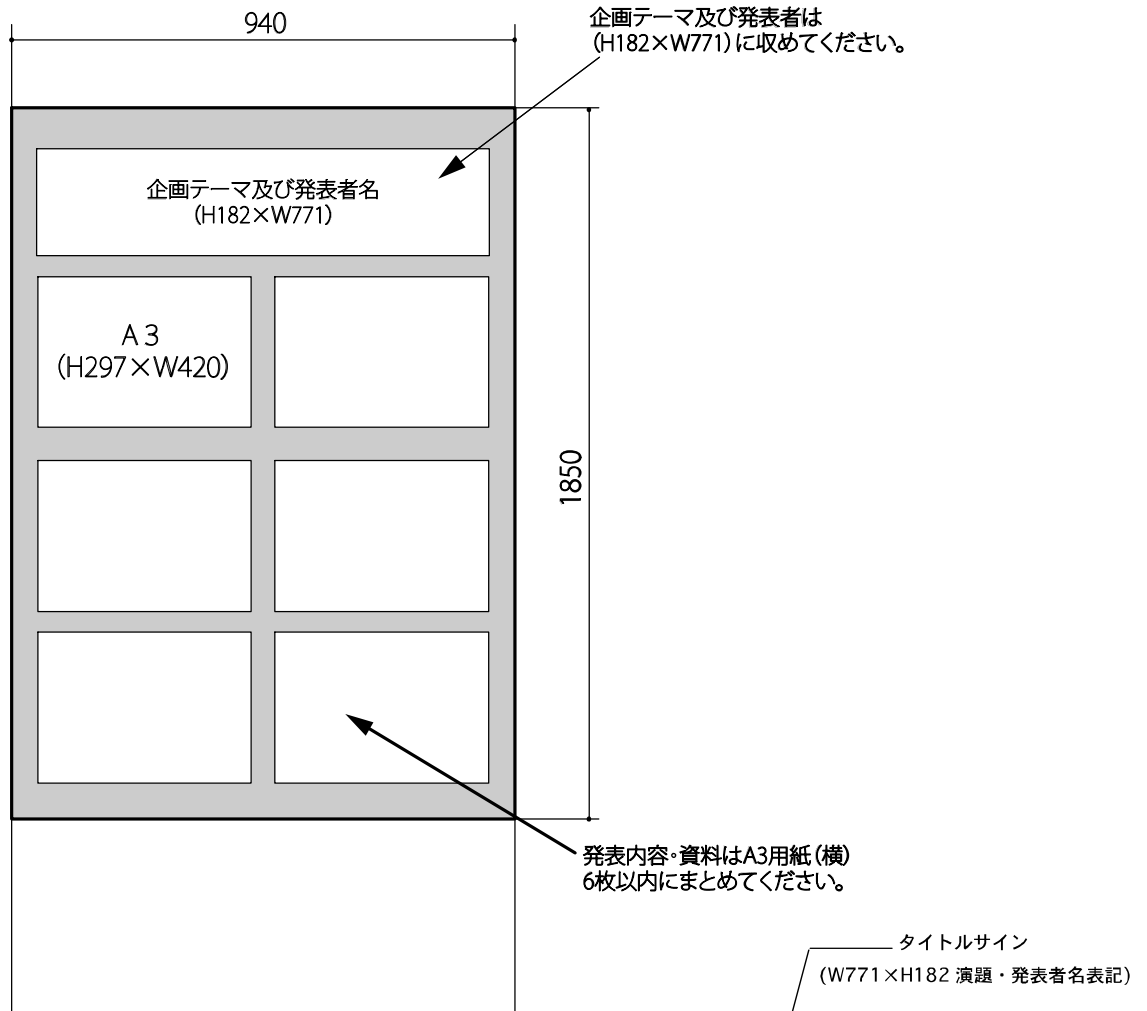 940
企画テーマ及び発表者は
(H182×W771)に収めてください。
企画テーマ及び発表者名
(H182×W771)
A3
(H297×W420)
1850
発表内容・資料はA3用紙(横)
6枚以内にまとめてください。
タイトルサイン
(W771×H182 演題・発表者名表記)